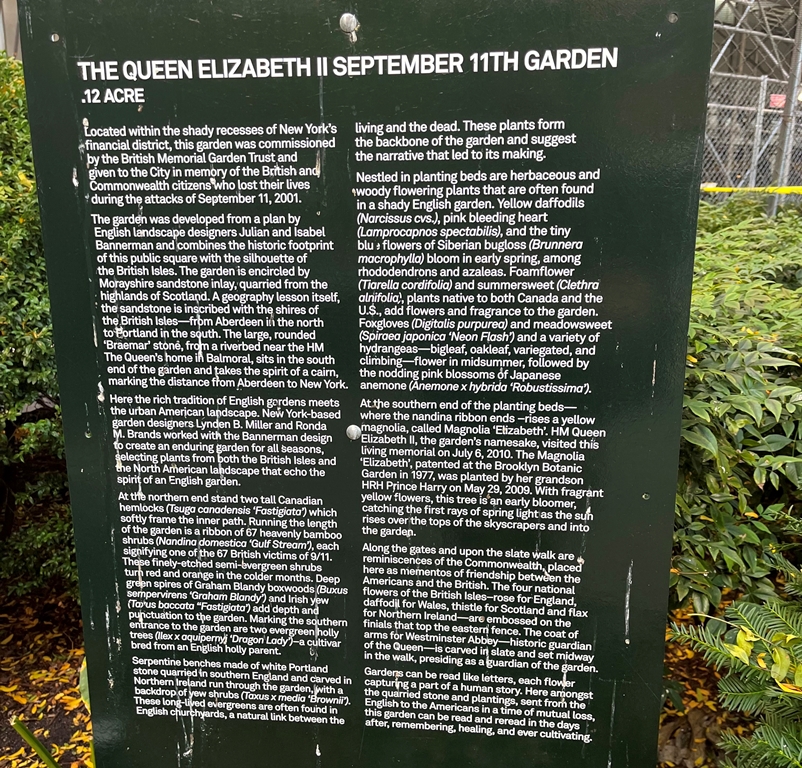 THE QUEEN ELIZABETH II SEPTEMBER 11TH GARDEN
.12 ACRE
Located within the shady recesses of New York's
financial district, this garden was commissioned
by the British Memorial Garden Trust and
given to the City in memory of the British and
Commonwealth citizens who lost their lives
during the attacks of September 11, 2001.
The garden was developed from a plan by
English landscape designers Julian and Isabel
Bannerman and combines the historic footprint
of this public square with the silhouette of
the British Isles. The garden is encircled by
Morayshire sandstone inlay, quarried from the
highlands of Scotland. A geography lesson itself,
the sandstone is inscribed with the shires of
the British Isles—from Aberdeen in the north
to Portland in the south. The large, rounded
'Braemar' stone, from a riverbed near the HM
The Queen's home in Balmoral, sits in the south
end of the garden and takes the spirit of a cairn,
marking the distance from Aberdeen to New York.
Here the rich tradition of English gardens meets
the urban American landscape. New York-based
garden designers Lynden B. Miller and Ronda
M. Brands worked with the Bannerman design
to create an enduring garden for all seasons,
selecting plants from both the British Isles and
the North American landscape that echo the
spirit of an English garden.
At the northern end stand two tall Canadian
hemlocks (Tsuga canadensis 'Fastigiata') which
softly frame the inner path. Running the length
of the garden is a ribbon of 67 heavenly bamboo
shrubs (Nandina domestica 'Gulf Stream'), each
signifying one of the 67 British victims of 9/11.
These finely-etched semi-evergreen shrubs
turn red and orange in the colder months. Deep
green spires of Graham Blandy boxwoods (Buxus
sempervirens 'Graham Blandy') and Irish yew
(Taxus baccata "Fastigiata') add depth and
punctuation to the garden. Marking the southern
entrance to the garden are two evergreen holly
trees (Ilex x aquipernyi 'Dragon Lady')—a cultivar
bred from an English holly parent.
Serpentine benches made of white Portland
stone quarried in southern England and carved in
Northern Ireland run through the garden, with a
backdrop of yew shrubs (Taxus x media 'Brownii').
These long-lived evergreens are often found in
English churchyards, a natural link between the
living and the dead. These plants form
the backbone of the garden and suggest
the narrative that led to its making.
Nestled in planting beds are herbaceous and
woody flowering plants that are often found
in a shady English garden. Yellow daffodils
(Narcissus cvs.), pink bleeding heart
(Lamprocapnos spectabilis), and the tiny
blue flowers of Siberian bugloss (Brunnera
macrophylla) bloom in early spring, among
rhododendrons and azaleas. Foamflower
(Tiarella cordifolia) and summersweet (Clethra
alnifolia), plants native to both Canada and the
U.S., add flowers and fragrance to the garden.
Foxgloves (Digitalis purpurea) and meadowsweet
(Spiraea japonica 'Neon Flash') and a variety of
hydrangeas—bigleaf, oakleaf, variegated, and
climbing—flower in midsummer, followed by
the nodding pink blossoms of Japanese
anemone (Anemone x hybrida 'Robustissima').
At the southern end of the planting beds—
where the nandina ribbon ends –rises a yellow
magnolia, called Magnolia 'Elizabeth'. HM Queen
Elizabeth II, the garden's namesake, visited this
living memorial on July 6, 2010. The Magnolia
'Elizabeth', patented at the Brooklyn Botanic
Garden in 1977, was planted by her grandson
HRH Prince Harry on May 29, 2009. With fragrant
yellow flowers, this tree is an early bloomer,
catching the first rays of spring light as the sun
rises over the tops of the skyscrapers and into
the garden.
Along the gates and upon the slate walk are
reminiscences of the Commonwealth, placed
here as mementos of friendship between the
Americans and the British. The four national
flowers of the British Isles–rose for England,
daffodil for Wales, thistle for Scotland and flax
for Northern Ireland—are embossed on the
finials that top the eastern fence. The coat of
arms for Westminster Abbey—historic guardian
of the Queen—is carved in slate and set midway
in the walk, presiding as a guardian of the garden.
Gardens can be read like letters, each flower
capturing a part of a human story. Here amongst
the quarried stone and plantings, sent from the
English to the Americans in a time of mutual loss,
this garden can be read and reread in the days
after, remembering, healing, and ever cultivating.